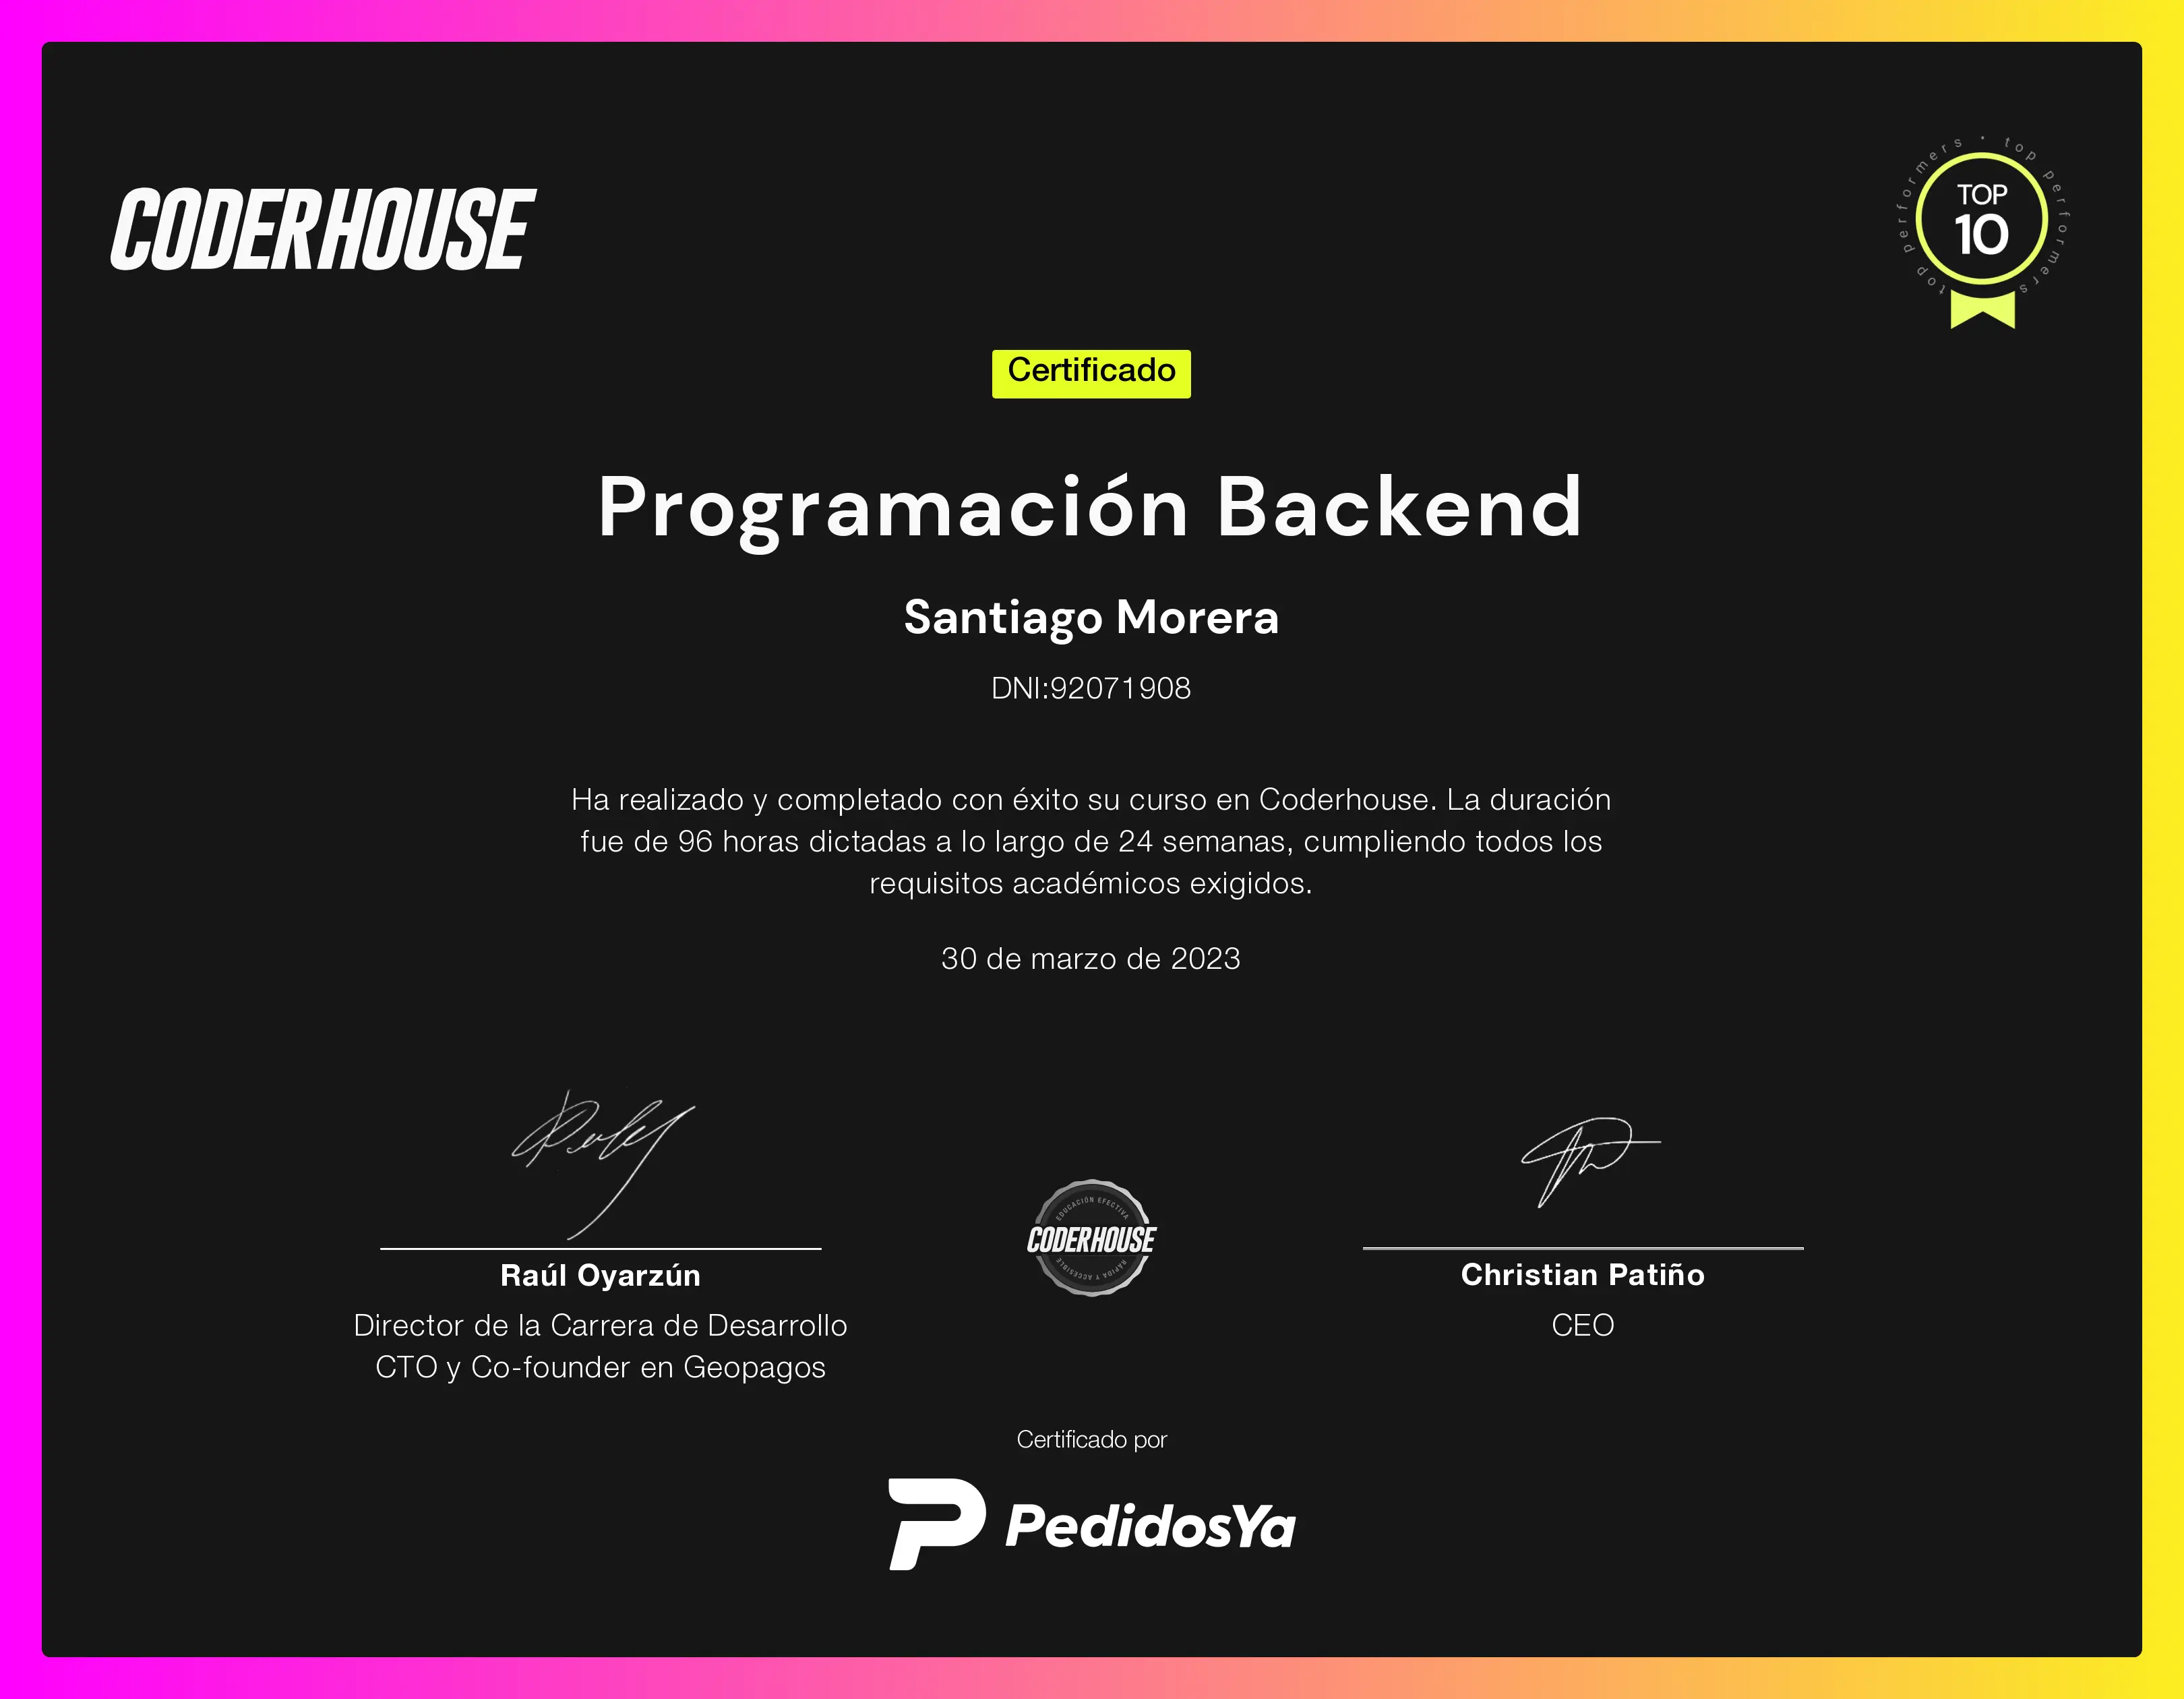 CODERHOUSE
top performers • top performers
TOP
10
Certificado
Programación Backend
Santiago Morera
DNI:92071908
Ha realizado y completado con éxito su curso en Coderhouse. La duración
fue de 96 horas dictadas a lo largo de 24 semanas, cumpliendo todos los
requisitos académicos exigidos.
30 de marzo de 2023
EDUCACIÓN EFECTIVA
CODERHOUSE
RÁPIDA Y ACCESIBLE
Raúl Oyarzún
Director de la Carrera de Desarrollo
CTO y Co-founder en Geopagos
Christian Patiño
CEO
Certificado por
PedidosYa